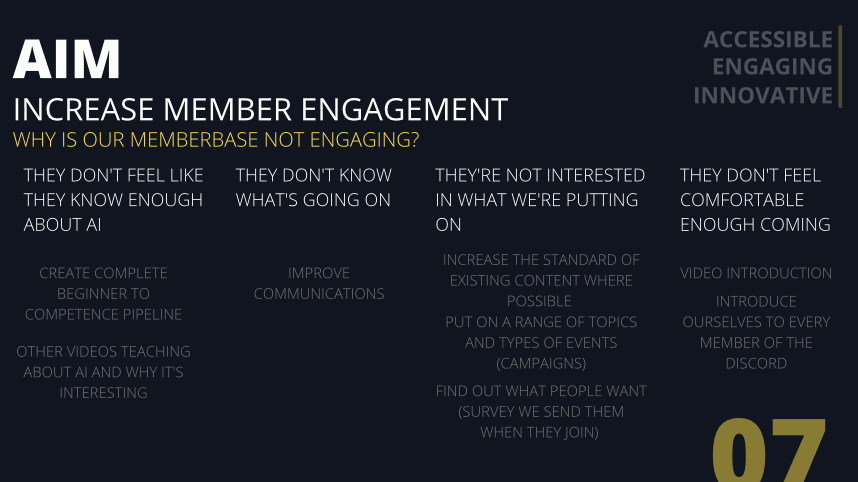 AIM
ACCESSIBLE
ENGAGING
INNOVATIVE
INCREASE MEMBER ENGAGEMENT
WHY IS OUR MEMBERBASE NOT ENGAGING?
THEY DON'T FEEL LIKE
THEY KNOW ENOUGH
ABOUT AI
CREATE COMPLETE
BEGINNER TO
COMPETENCE PIPELINE
OTHER VIDEOS TEACHING
ABOUT AI AND WHY IT'S
INTERESTING
THEY DON'T KNOW
WHAT'S GOING ON
IMPROVE
COMMUNICATIONS
THEY'RE NOT INTERESTED
IN WHAT WE'RE PUTTING
ON
INCREASE THE STANDARD OF
EXISTING CONTENT WHERE
POSSIBLE
PUT ON A RANGE OF TOPICS
AND TYPES OF EVENTS
(CAMPAIGNS)
FIND OUT WHAT PEOPLE WANT
(SURVEY WE SEND THEM
WHEN THEY JOIN)
THEY DON'T FEEL
COMFORTABLE
ENOUGH COMING
VIDEO INTRODUCTION
INTRODUCE
OURSELVES TO EVERY
MEMBER OF THE
DISCORD
07